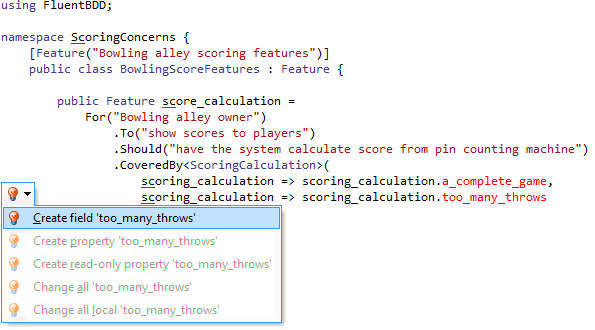 using FluentBDD;
namespace ScoringConcerns {
[Feature("Bowling alley scoring features")]
public class BowlingScoreFeatures : Feature {
public Feature score_calculation =
For("Bowling alley owner")
.To("show scores to players")
.Should("have the system calculate score from pin counting machine")
.CoveredBy<ScoringCalculation>(
scoring_calculation => scoring_calculation.a_complete_game,
scoring_calculation => scoring_calculation.too_many_throws
Create field 'too_many_throws'
Create property 'too_many_throws'
Create read-only property 'too_many_throws'
Change all 'too_many_throws'
Change all local 'too_many_throws'